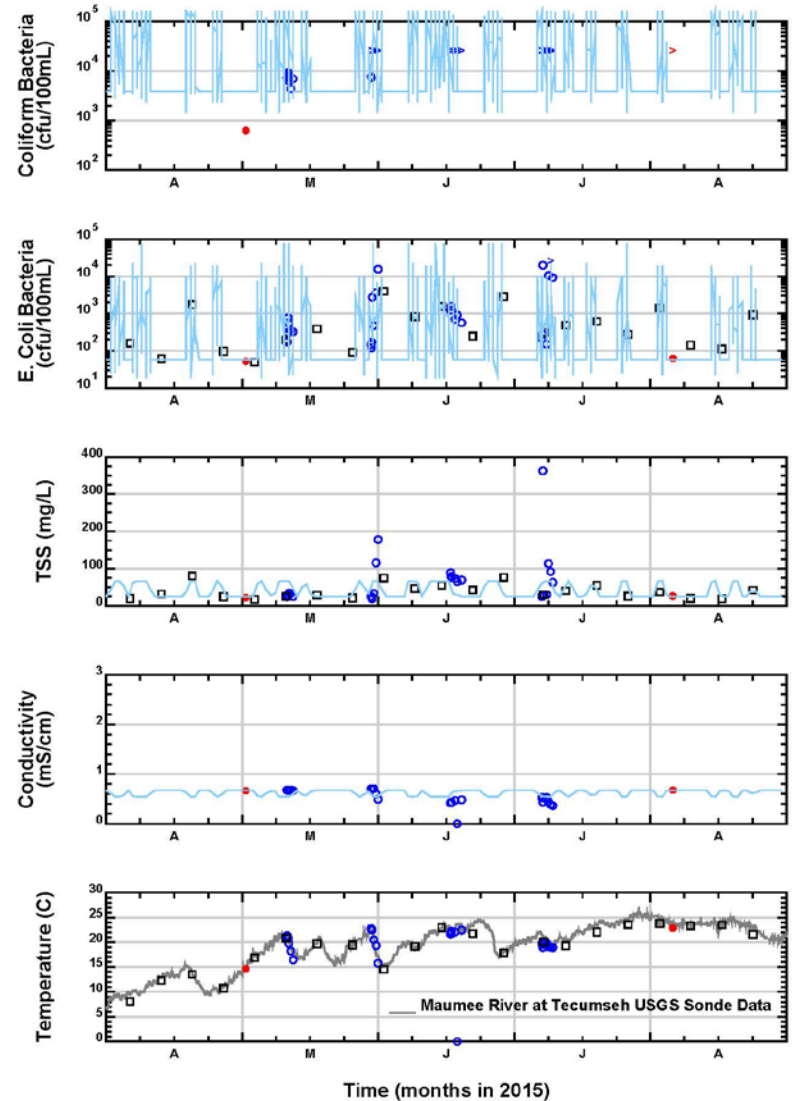 Coliform Bacteria
(cfu/100mL)
10^5
10^4
10^3
10^2
> >> >> > >> >
A M J J A
E. Coli Bacteria
(cfu/100mL)
10^5
10^4
10^3
10^2
10^1
>
A M J J A
TSS (mg/L)
400
300
200
100
0
A M J J A
Conductivity
(mS/cm)
3
2
1
0
A M J J A
Temperature (C)
30
25
20
15
10
5
0
Maumee River at Tecumseh USGS Sonde Data
A M J J A
Time (months in 2015)